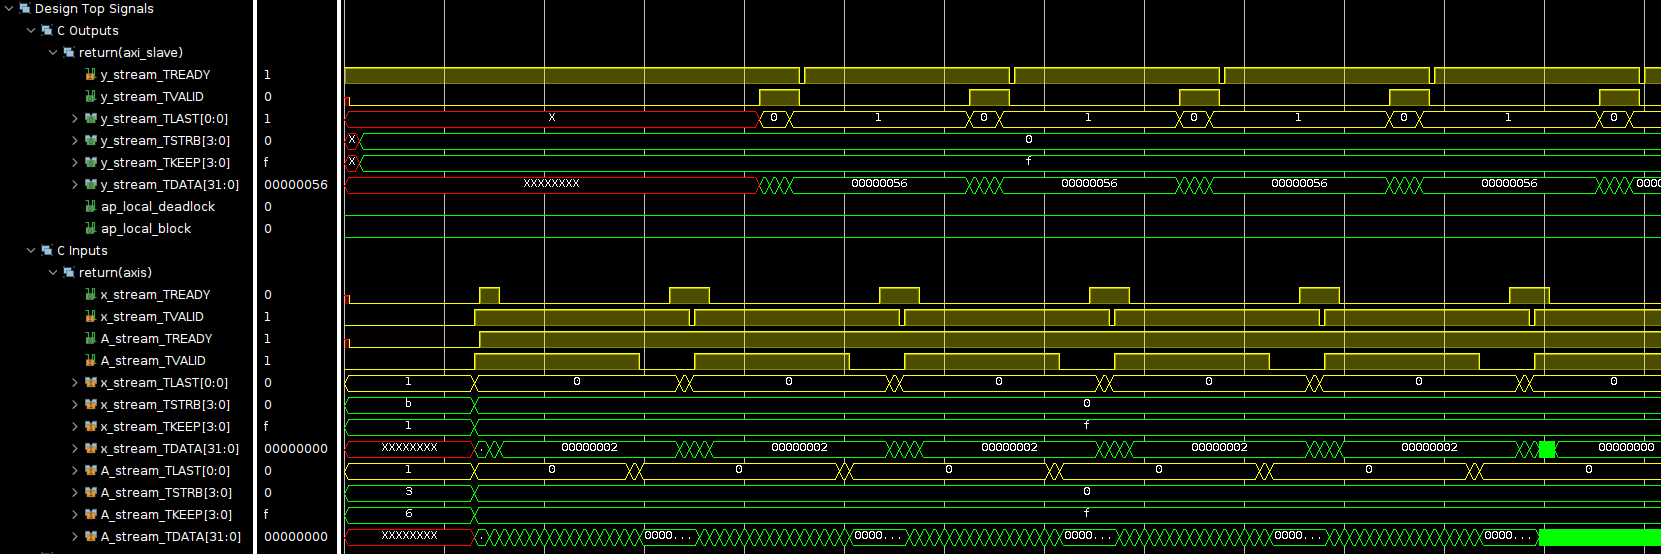 Design Top Signals
C Outputs
return(axi_slave)
y_stream_TREADY 1
y_stream_TVALID 0
y_stream_TLAST[0:0] 1 X 0 1 0 1 0 1 0 1 0
y_stream_TSTRB[3:0] 0 X 0
y_stream_TKEEP[3:0] f X f
y_stream_TDATA[31:0] 00000056 XXXXXXXX 00000056 00000056 00000056 00000056 0000
ap_local_deadlock 0
ap_local_block 0
C Inputs
return(axis)
x_stream_TREADY 0
x_stream_TVALID 1
A_stream_TREADY 1
A_stream_TVALID 1
x_stream_TLAST[0:0] 0 1 0 0 0 0 0 0
x_stream_TSTRB[3:0] 0 b 0
x_stream_TKEEP[3:0] f 1 f
x_stream_TDATA[31:0] 00000000 XXXXXXXX . 00000002 00000002 00000002 00000002 00000002 00000000
A_stream_TLAST[0:0] 0 1 0 0 0 0 0 0
A_stream_TSTRB[3:0] 0 3 0
A_stream_TKEEP[3:0] f 6 f
A_stream_TDATA[31:0] 00000000 XXXXXXXX . 0000... 0000... 0000... 0000... 0000...